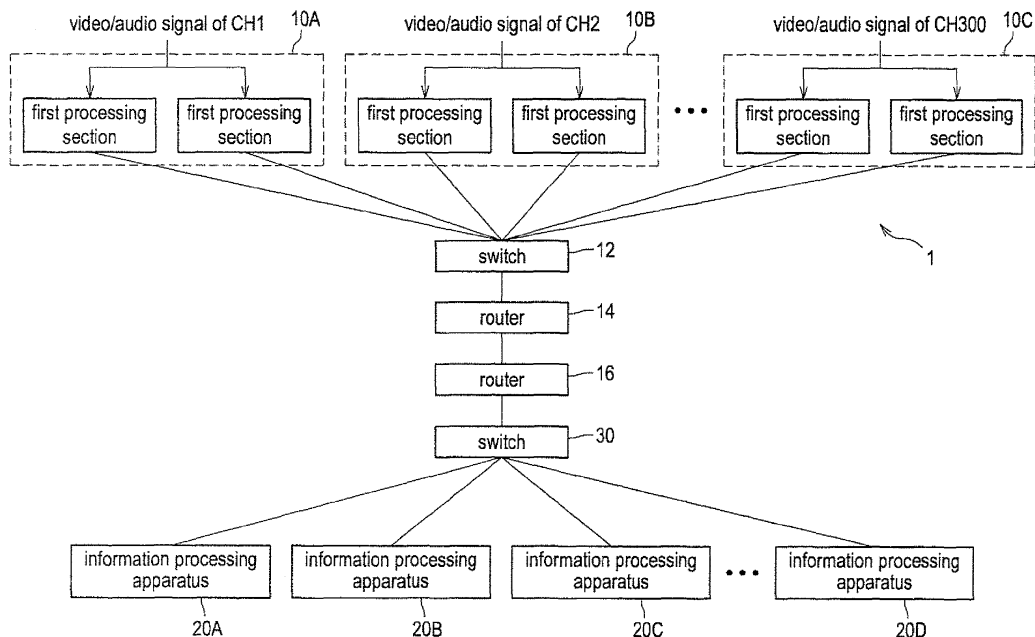 video/audio signal of CH1
10A
video/audio signal of CH2
10B
video/audio signal of CH300
10C
first processing
section
first processing
section
first processing
section
first processing
section
•••
first processing
section
first processing
section
switch
12
1
router
14
router
16
switch
30
information processing
apparatus
information processing
apparatus
information processing
apparatus
•••
information processing
apparatus
20A
20B
20C
20D